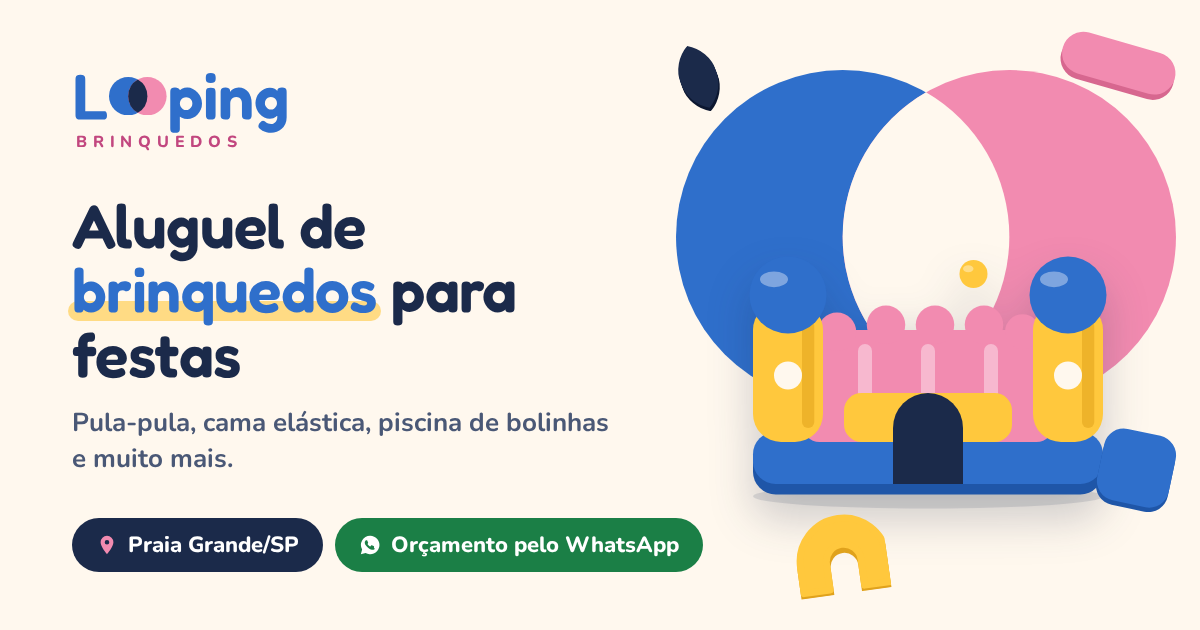 Looping
BRINQUEDOS
Aluguel de
brinquedos para
festas
Pula-pula, cama elástica, piscina de bolinhas
e muito mais.
Praia Grande/SP
Orçamento pelo WhatsApp